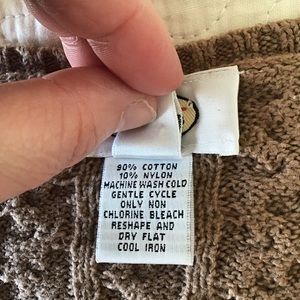 90% COTTON
10% NYLON
MACHINE WASH COLD
GENTLE CYCLE
ONLY NON
CHLORINE BLEACH
RESHAPE AND
DRY FLAT
COOL IRON